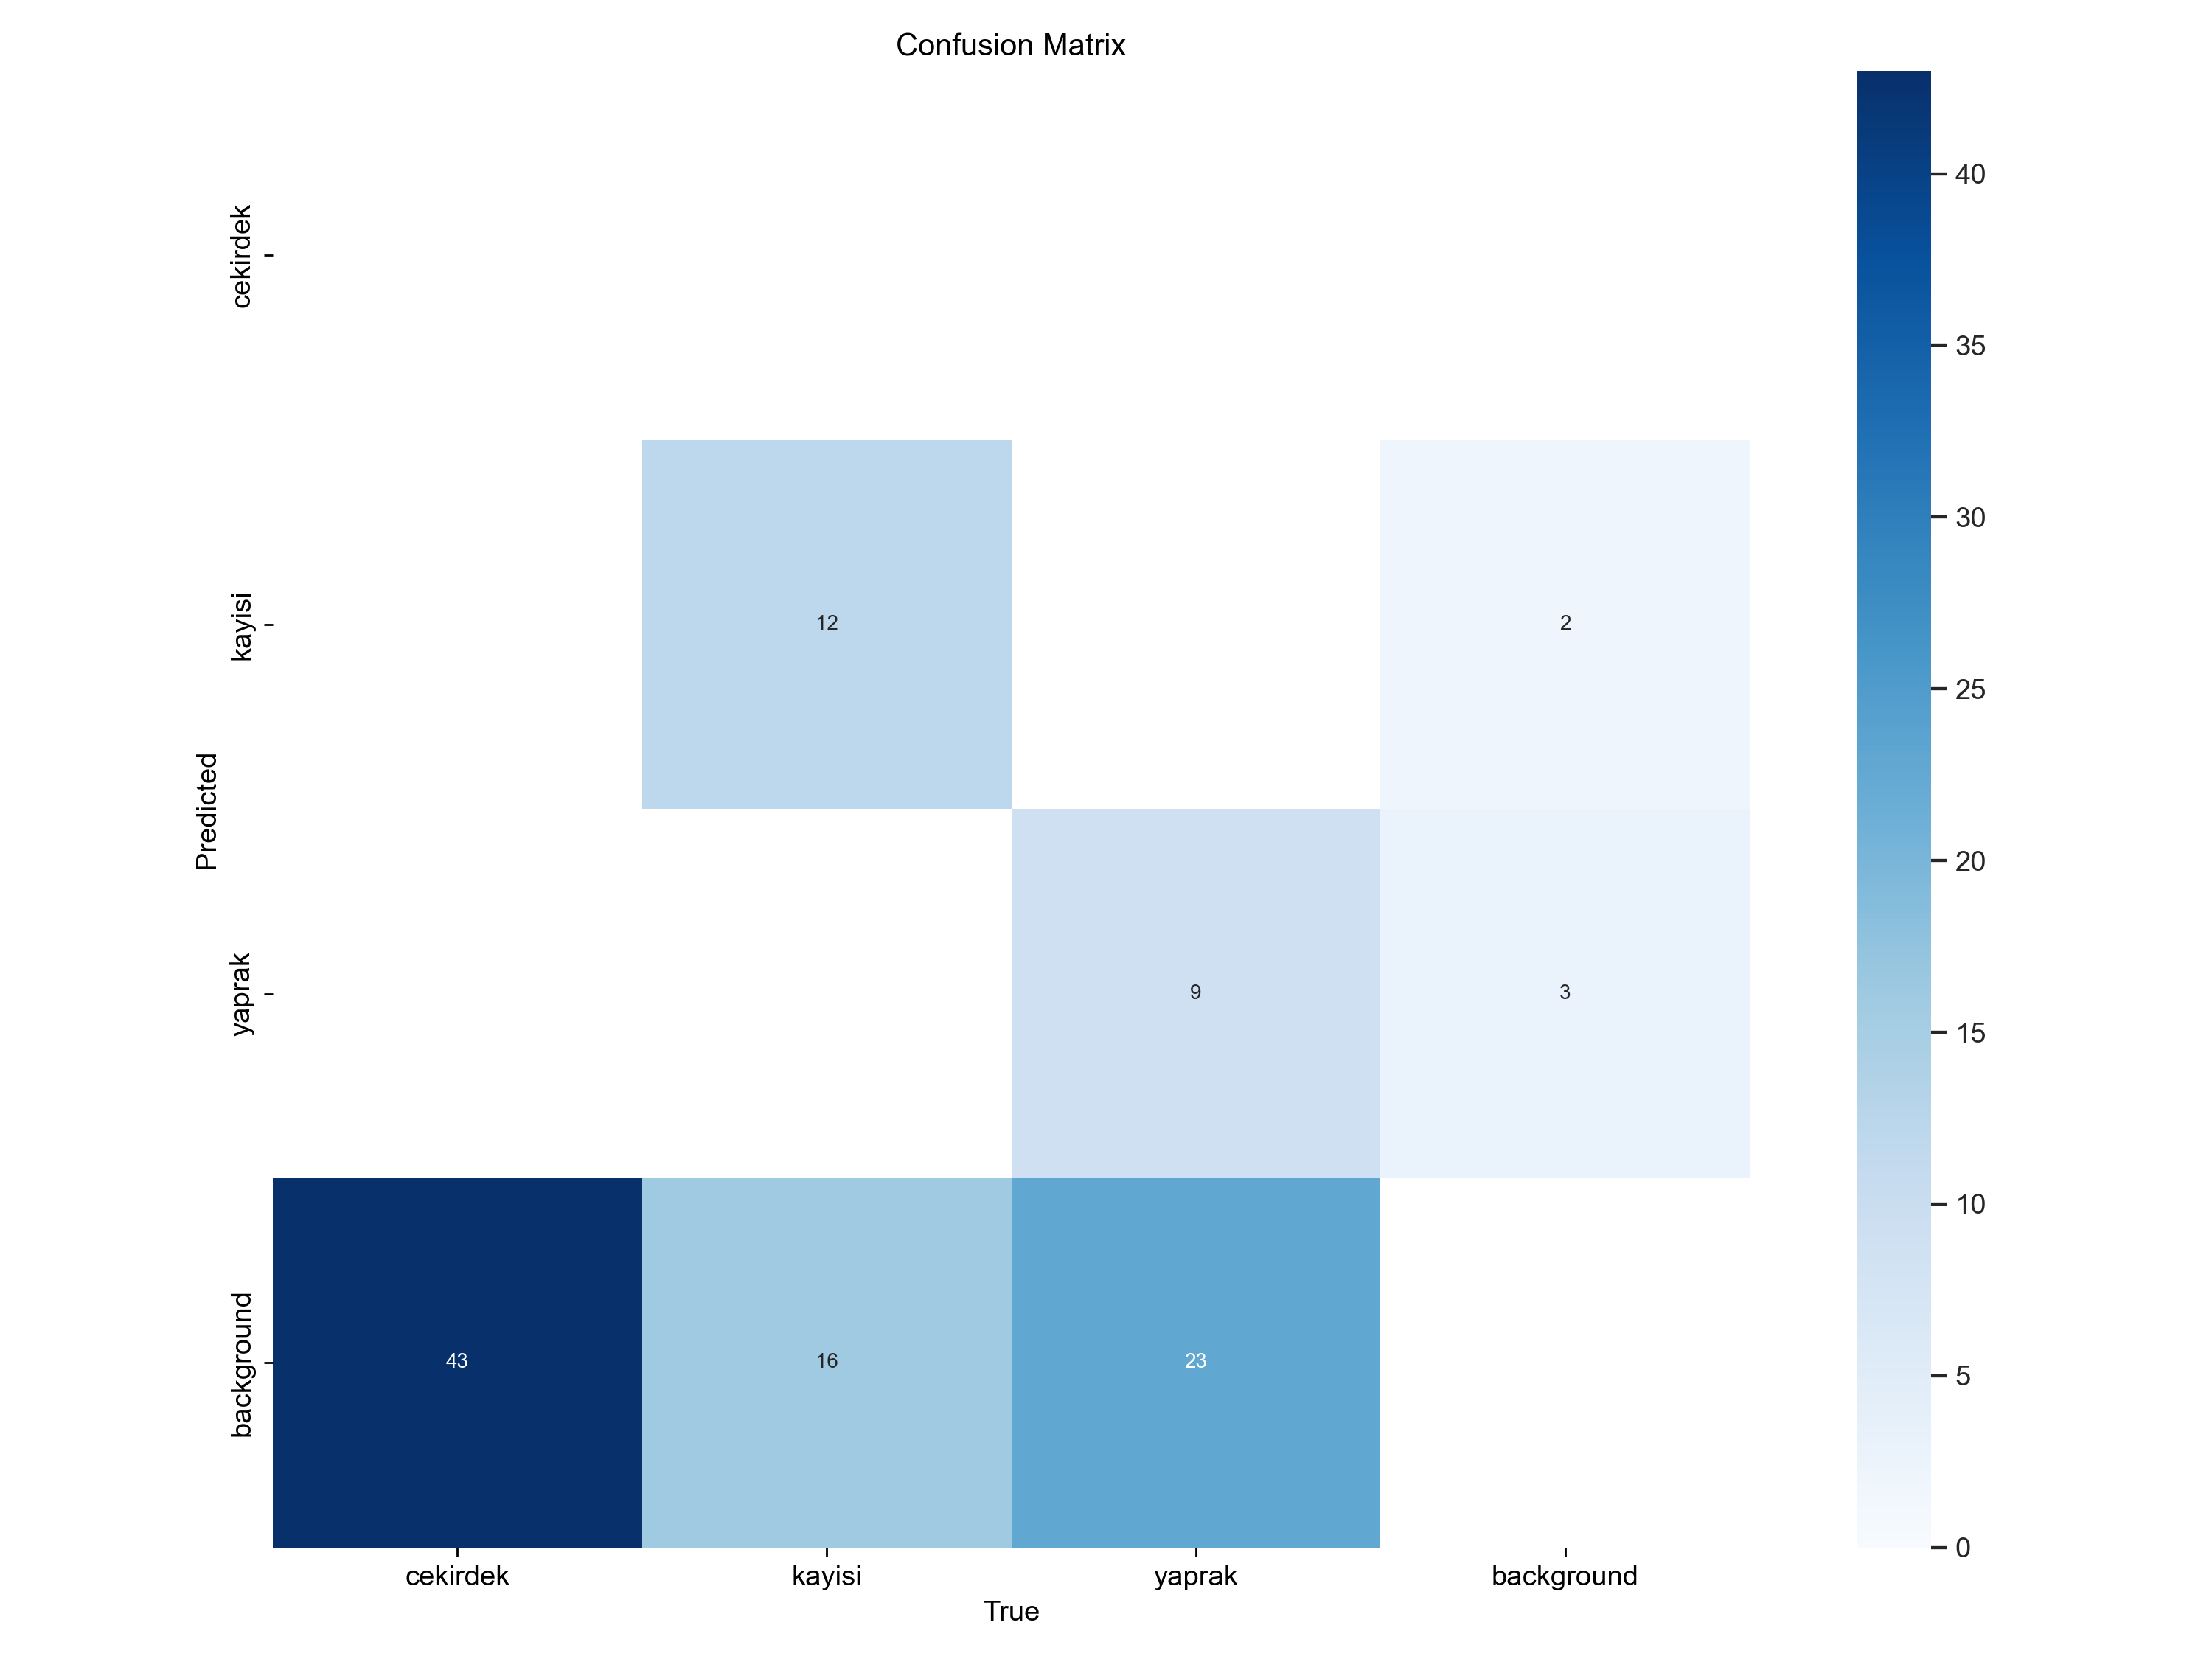 Confusion Matrix
cekirdek
kayisi
yaprak
background
Predicted
12
2
9
3
43
16
23
cekirdek
kayisi
yaprak
background
True
40
35
30
25
20
15
10
5
0